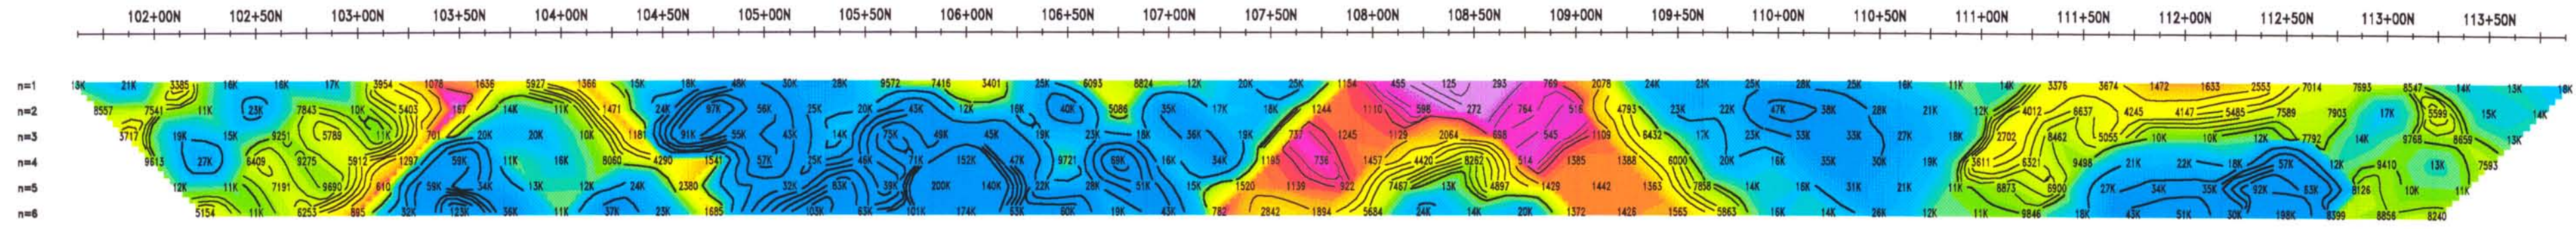 102+00N 102+50N 103+00N 103+50N 104+00N 104+50N 105+00N 105+50N 106+00N 106+50N 107+00N 107+50N 108+00N 108+50N 109+00N 109+50N 110+00N 110+50N 111+00N 111+50N 112+00N 112+50N 113+00N 113+50N
n=1 18K 21K 3385 16K 16K 17K 3954 1078 1636 5927 1366 15K 18K 48K 30K 28K 9572 7416 3401 25K 6093 8824 12K 20K 25K 1154 455 125 293 769 2078 24K 21K 25K 28K 25K 16K 11K 14K 3376 3674 1472 1633 2553 7014 7693 8547 14K 13K 18K
n=2 8557 7541 11K 23K 7843 10K 5403 167 14K 11K 1471 24K 97K 56K 25K 20K 43K 12K 16K 40K 5086 35K 17K 18K 1244 1110 598 272 764 516 4793 23K 22K 47K 38K 28K 21K 12K 4012 6637 4245 4147 5485 7589 7903 17K 5599 15K 14K
n=3 3717 19K 15K 9251 5789 11K 701 20K 20K 10K 1181 91K 55K 43K 14K 75K 49K 45K 19K 23K 18K 36K 19K 737 1245 1129 2064 698 545 1109 6432 17K 23K 33K 33K 27K 18K 2702 8462 5055 10K 10K 12K 7792 14K 9768 8659 13K
n=4 9613 27K 6409 9275 5912 1297 59K 11K 16K 8060 4290 1541 57K 25K 46K 71K 152K 47K 9721 69K 16K 34K 1195 736 1457 4420 8262 514 1385 1388 6000 20K 16K 35K 30K 19K 3611 6321 9498 21K 22K 18K 57K 12K 9410 13K 7593
n=5 12K 11K 7191 9690 610 59K 34K 13K 12K 24K 2380 32K 83K 39K 200K 140K 22K 28K 51K 15K 1520 1139 922 7467 13K 4897 1429 1442 1363 7858 14K 16K 31K 21K 11K 8873 6900 27K 34K 35K 92K 83K 8126 10K 11K
n=6 5154 11K 6253 895 32K 123K 36K 11K 37K 23K 1685 103K 63K 101K 174K 53K 60K 19K 43K 782 2842 1894 5684 24K 14K 20K 1372 1426 1565 5863 16K 14K 26K 12K 11K 9846 18K 43K 51K 30K 198K 8399 8856 8240